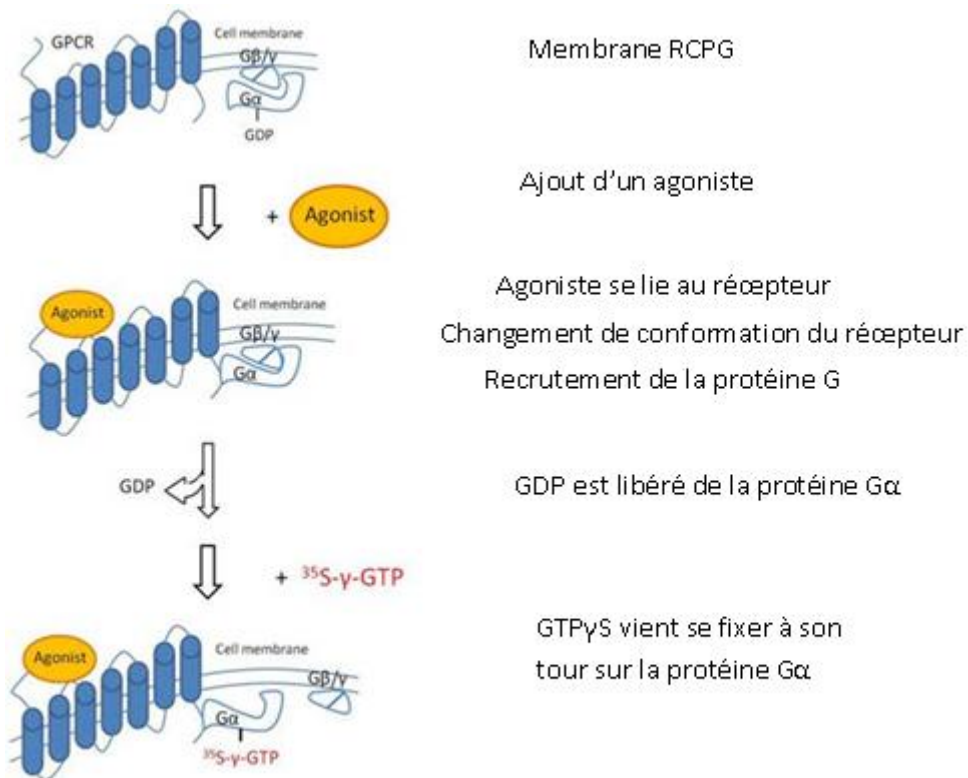 GPCR
Cell membrane
Gβ/γ
Gα
GDP
Membrane RCPG
+ Agonist
Ajout d’un agoniste
Agonist
Cell membrane
Gβ/γ
Gα
Agoniste se lie au récepteur
Changement de conformation du récepteur
Recrutement de la protéine G
GDP
GDP est libéré de la protéine Gα
+ ³⁵S-γ-GTP
Agonist
Cell membrane
Gβ/γ
Gα
³⁵S-γ-GTP
GTPγS vient se fixer à son
tour sur la protéine Gα